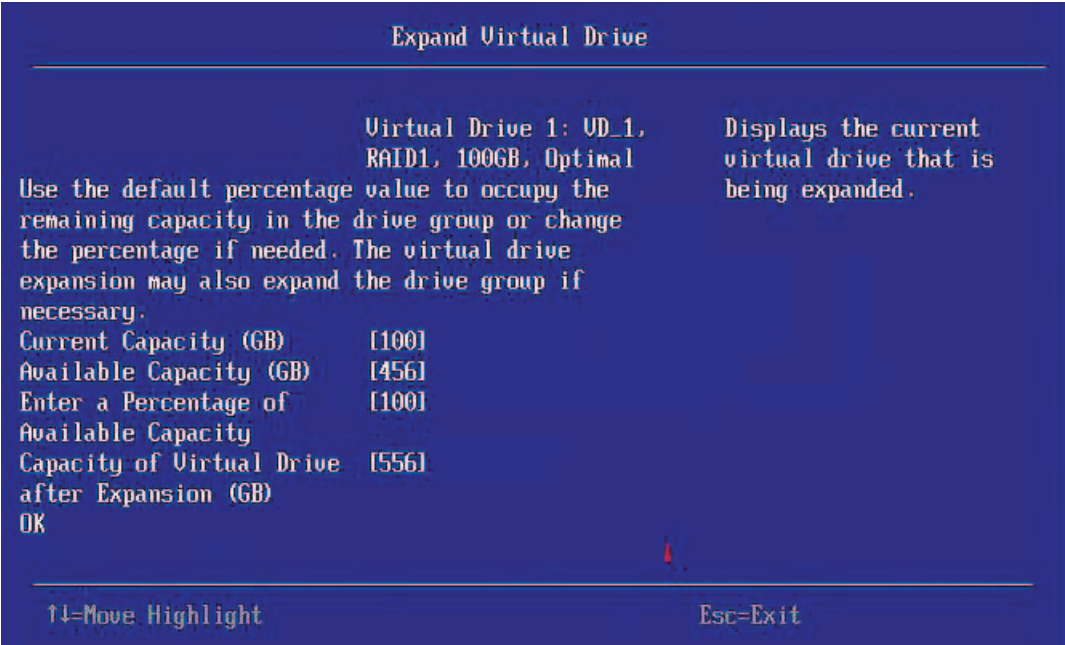 Expand Virtual Drive
Virtual Drive 1: VD_1,
RAID1, 100GB, Optimal
Displays the current
virtual drive that is
being expanded.
Use the default percentage value to occupy the
remaining capacity in the drive group or change
the percentage if needed. The virtual drive
expansion may also expand the drive group if
necessary.
Current Capacity (GB) [100]
Available Capacity (GB) [456]
Enter a Percentage of [100]
Available Capacity
Capacity of Virtual Drive [556]
after Expansion (GB)
OK
↑↓=Move Highlight Esc=Exit